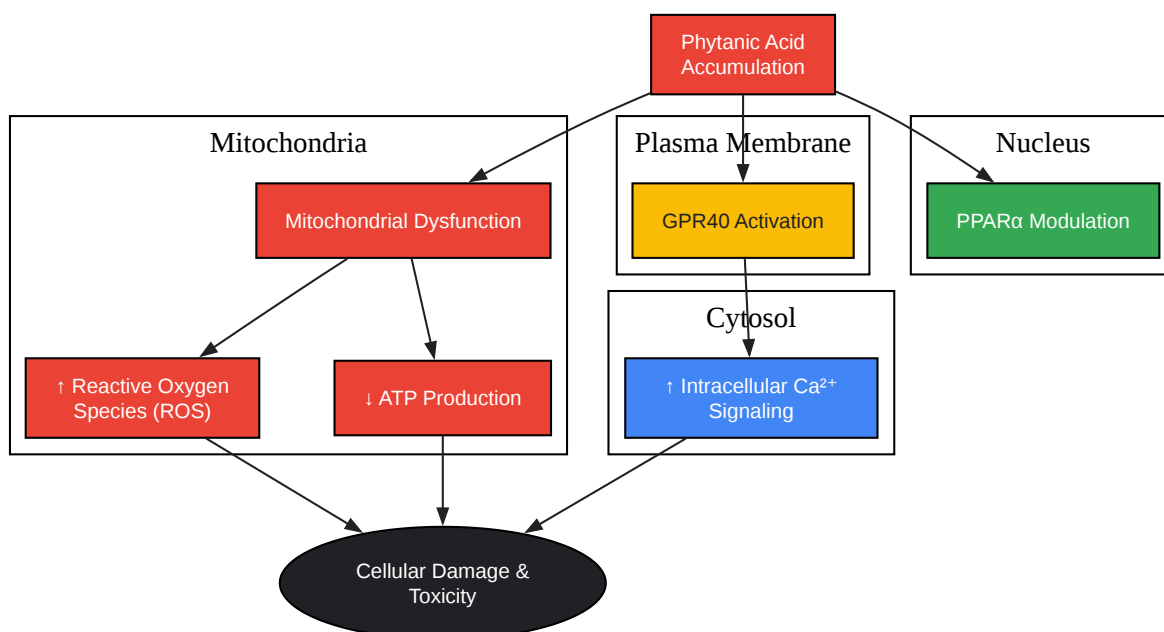 Phytanic Acid
Accumulation
Mitochondria
Plasma Membrane
Nucleus
Mitochondrial Dysfunction
GPR40 Activation
PPARα Modulation
Cytosol
↑ Reactive Oxygen
Species (ROS)
↓ ATP Production
↑ Intracellular Ca²⁺
Signaling
Cellular Damage &
Toxicity